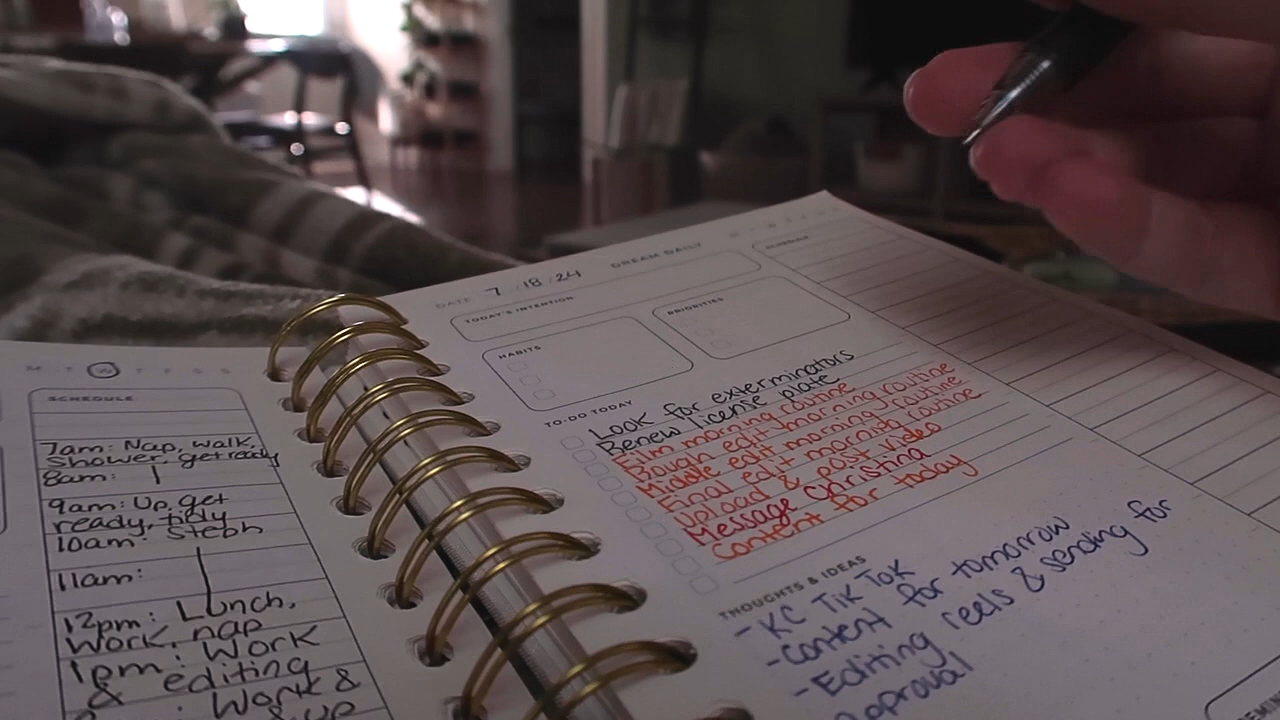 M T W T F S S
SCHEDULE
7am: Nap, walk,
shower, get ready
8am:
9am: Up, get
ready, tidy
10am: Steph
11am:
12pm: Lunch,
Work, nap
1pm: Work
& editing
Work &
& up
DATE 7/18/24 DREAM DAILY
TODAY'S INTENTION
HABITS
PRIORITIES
SCHEDULE
TO-DO TODAY
Look for exterminators
Renew license plate
Film morning routine
Rough edit morning routine
Middle edit morning routine
Final edit morning routine
Upload & post video
Message Christina
Content for today
THOUGHTS & IDEAS
- KC TikTok
- Content for tomorrow
- Editing reels & sending for
Approval